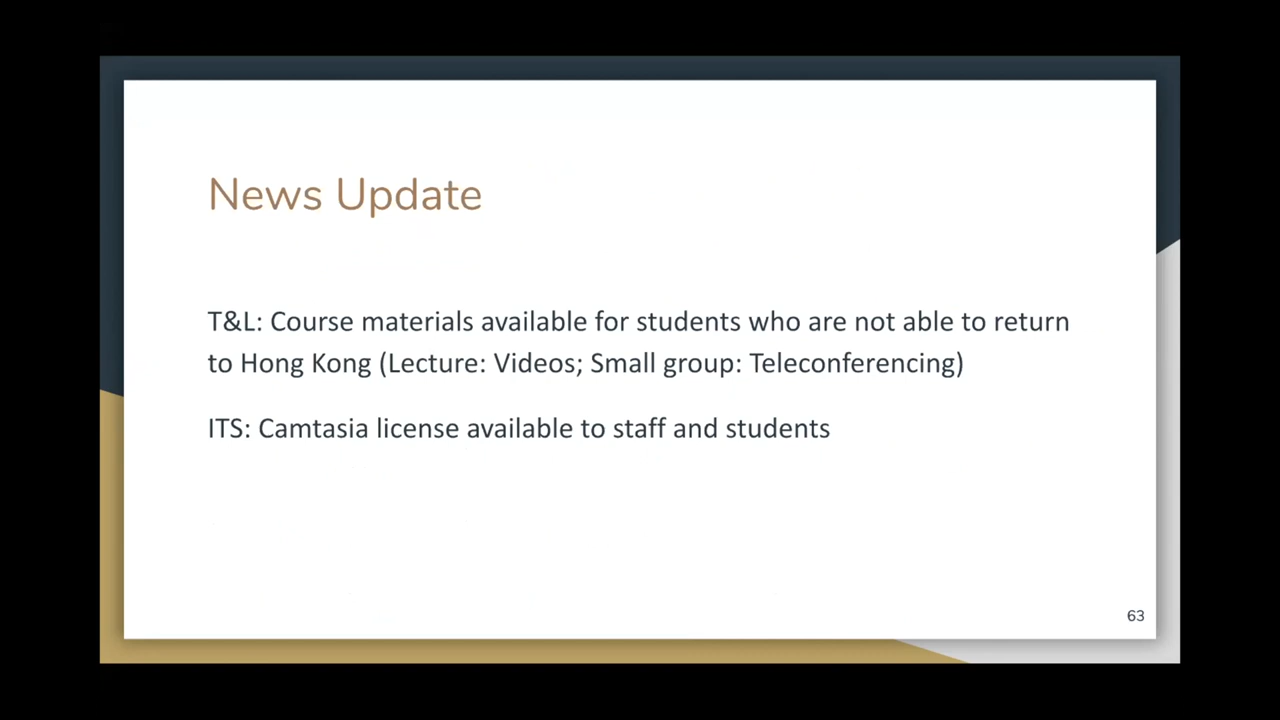 News Update
T&L: Course materials available for students who are not able to return
to Hong Kong (Lecture: Videos; Small group: Teleconferencing)
ITS: Camtasia license available to staff and students
63